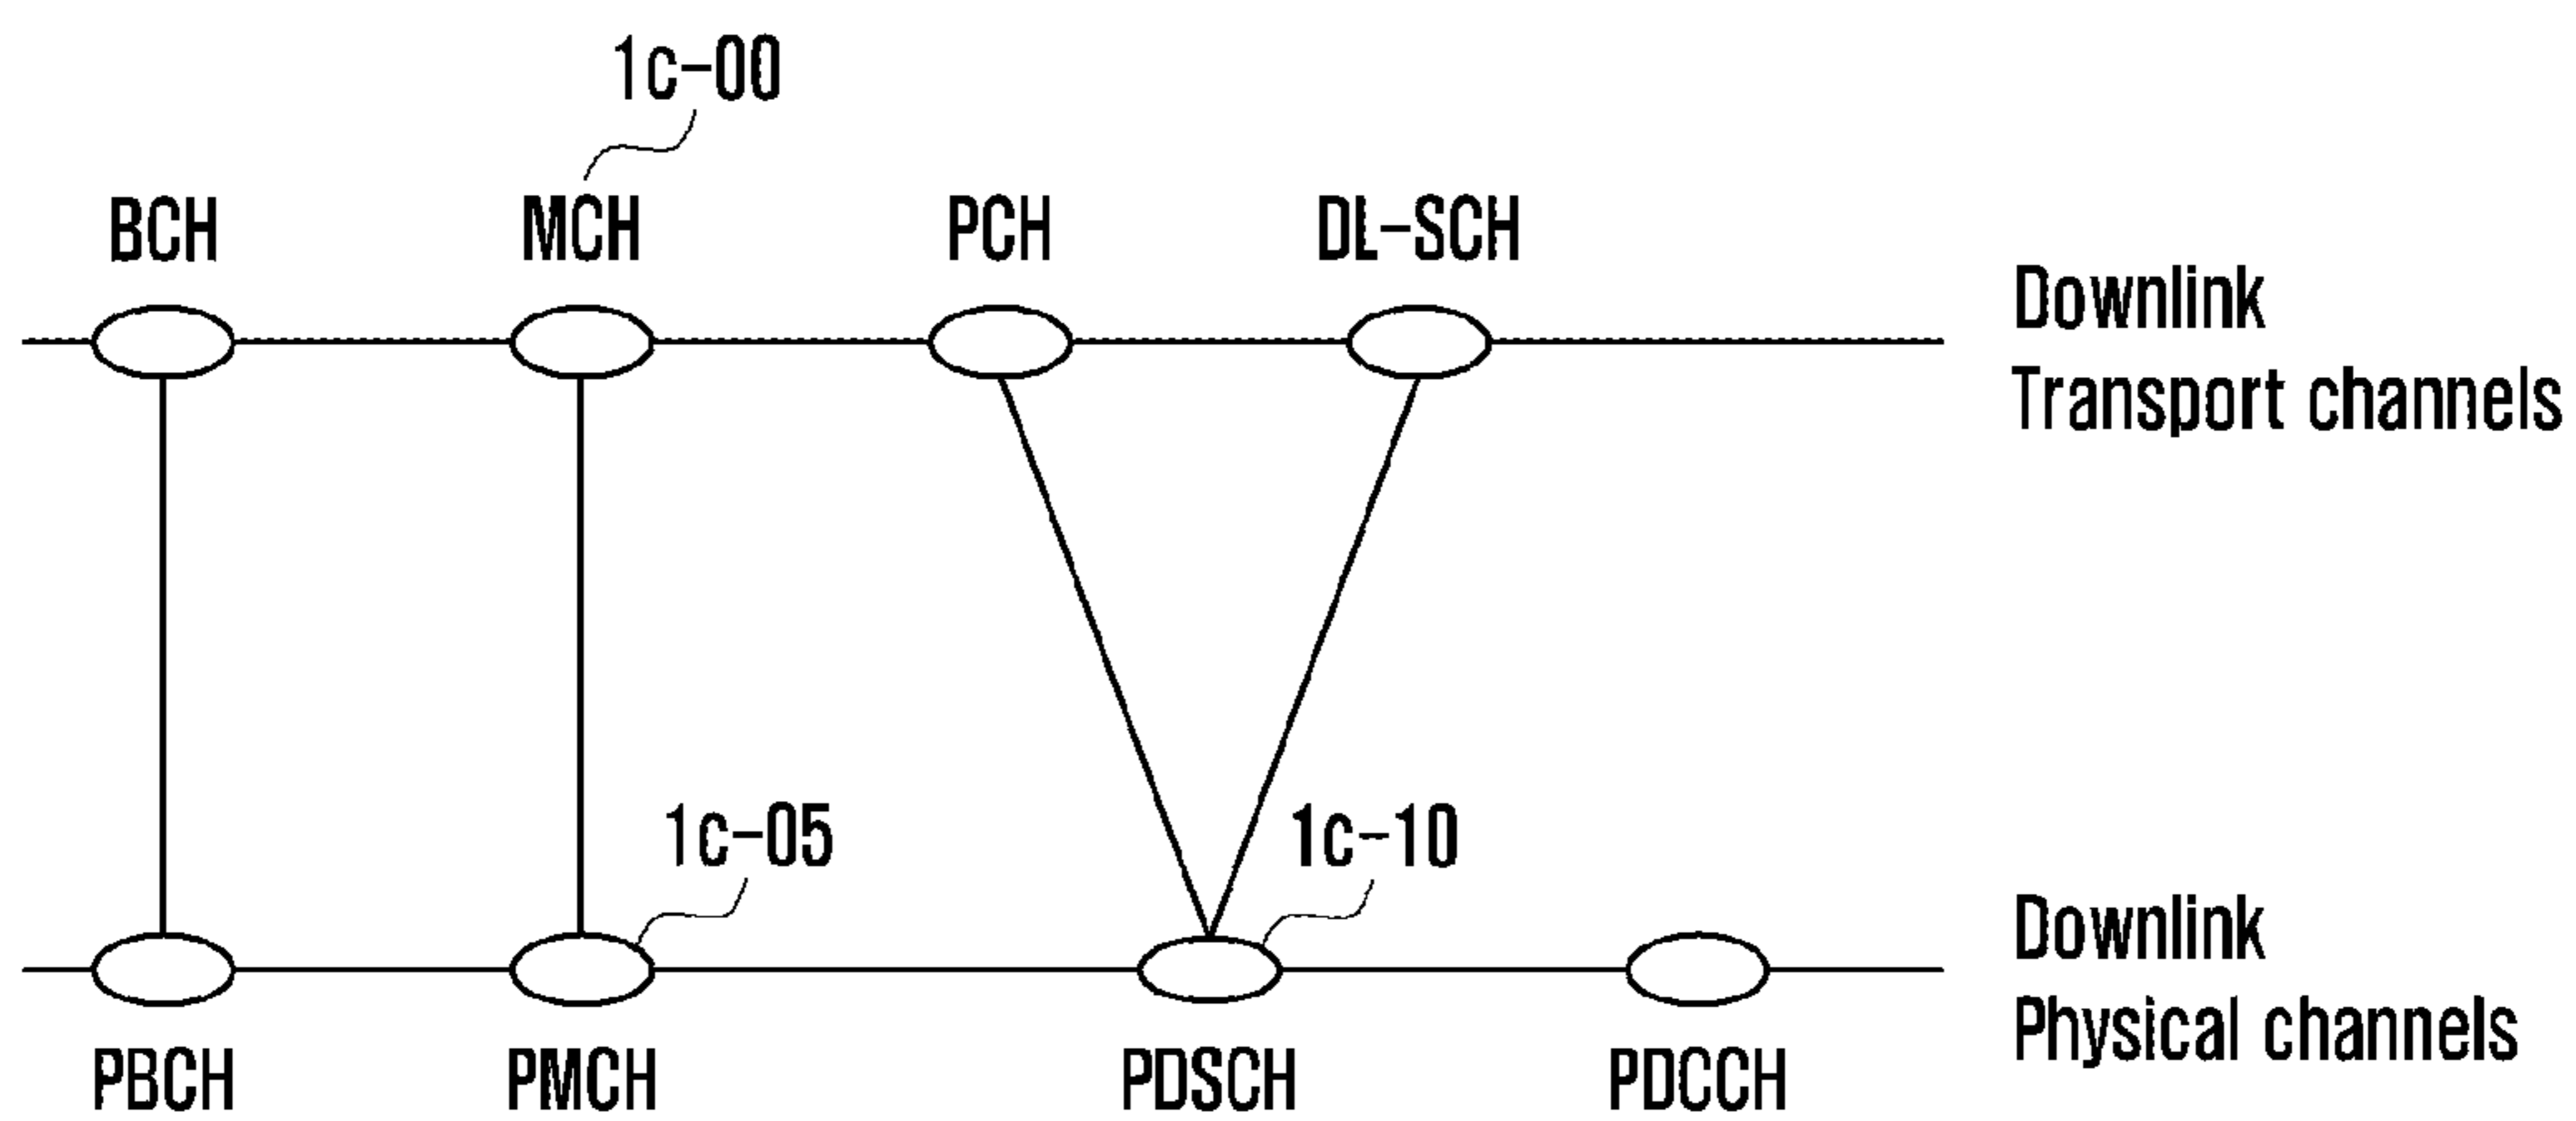 1c-00
BCH
MCH
PCH
DL-SCH
Downlink
Transport channels
1c-05
1c-10
Downlink
Physical channels
PBCH
PMCH
PDSCH
PDCCH